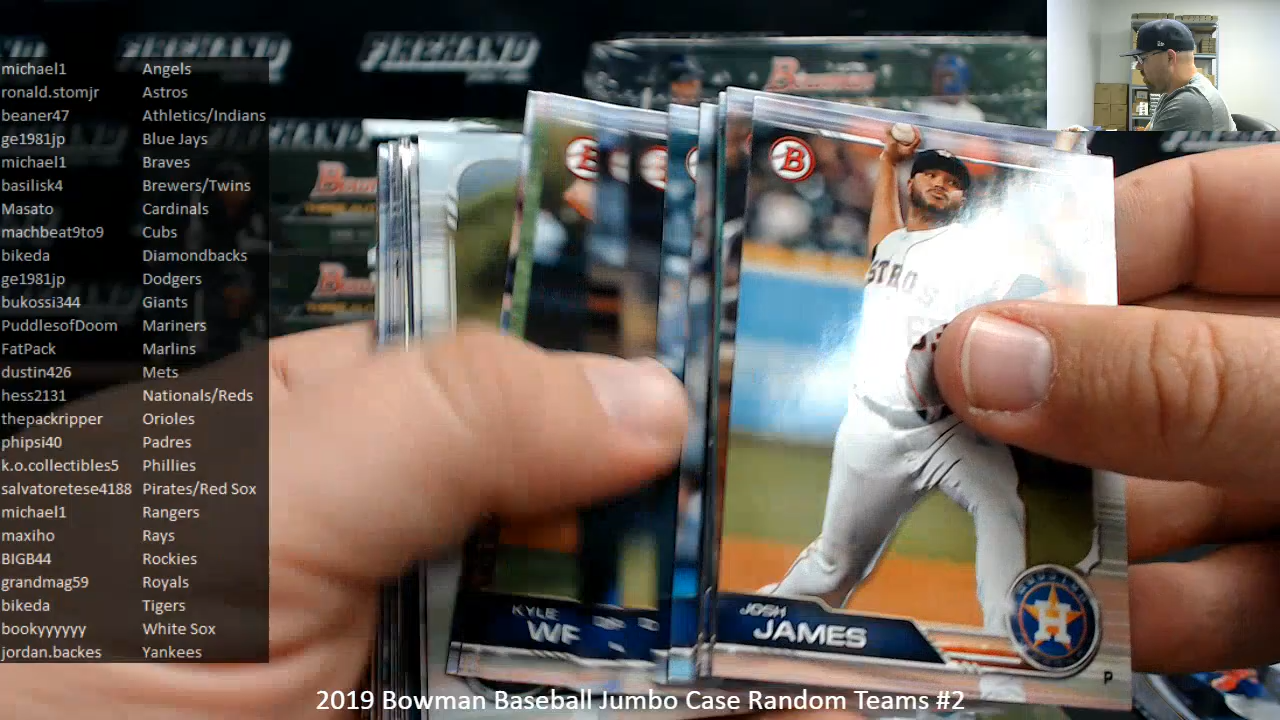 michael1 Angels
ronald.stomjr Astros
beaner47 Athletics/Indians
ge1981jp Blue Jays
michael1 Braves
basilisk4 Brewers/Twins
Masato Cardinals
machbeat9to9 Cubs
bikeda Diamondbacks
ge1981jp Dodgers
bukossi344 Giants
PuddlesofDoom Mariners
FatPack Marlins
dustin426 Mets
hess2131 Nationals/Reds
thepackripper Orioles
phipsi40 Padres
k.o.collectibles5 Phillies
salvatoretese4188 Pirates/Red Sox
michael1 Rangers
maxiho Rays
BIGB44 Rockies
grandmag59 Royals
bikeda Tigers
bookyyyyyy White Sox
jordan.backes Yankees
FIREHAND
Bowman
B
ASTROS
KYLE
JOSH
JAMES
H
P
2019 Bowman Baseball Jumbo Case Random Teams #2